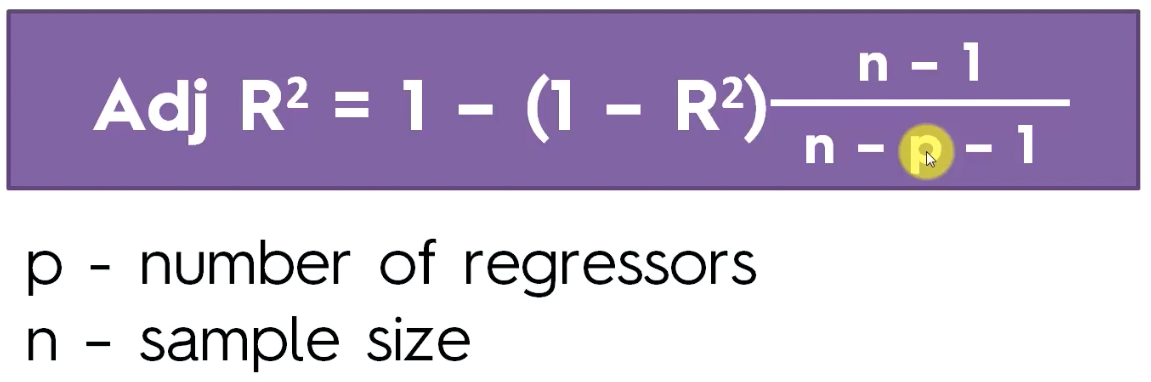 Adj R² = 1 – (1 – R²) n – 1
n – p – 1
p - number of regressors
n – sample size